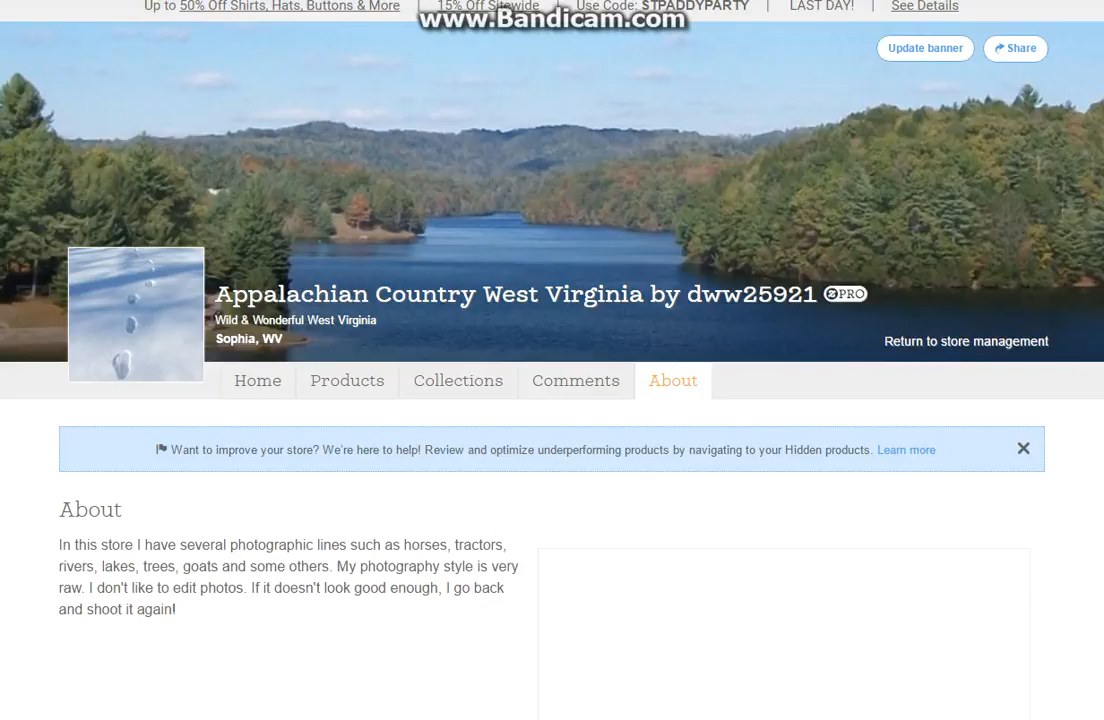 Up to 50% Off Shirts, Hats, Buttons & More | 15% Off Sitewide | Use Code: STPADDYPARTY | LAST DAY! | See Details
www.Bandicam.com
Update banner
Share
Appalachian Country West Virginia by dww25921 ZPRO
Wild & Wonderful West Virginia
Sophia, WV
Return to store management
Home Products Collections Comments About
Want to improve your store? We're here to help! Review and optimize underperforming products by navigating to your Hidden products. Learn more
About
In this store I have several photographic lines such as horses, tractors,
rivers, lakes, trees, goats and some others. My photography style is very
raw. I don't like to edit photos. If it doesn't look good enough, I go back
and shoot it again!